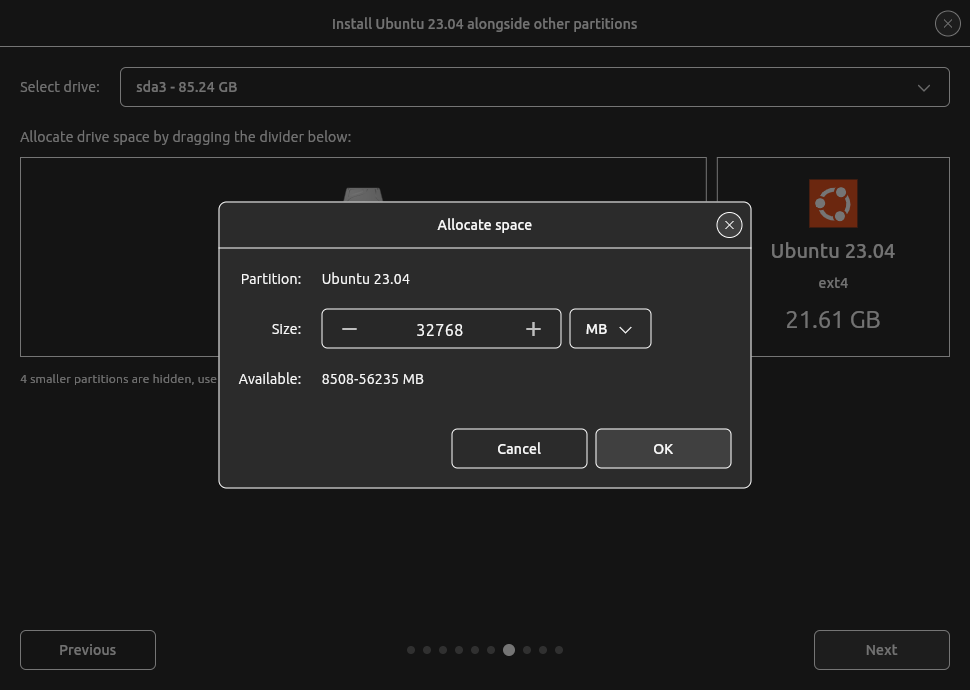 Install Ubuntu 23.04 alongside other partitions
Select drive: sda3 - 85.24 GB
Allocate drive space by dragging the divider below:
Ubuntu 23.04
ext4
21.61 GB
4 smaller partitions are hidden, use
Allocate space
Partition: Ubuntu 23.04
Size: 32768 MB
Available: 8508-56235 MB
Cancel OK
Previous Next